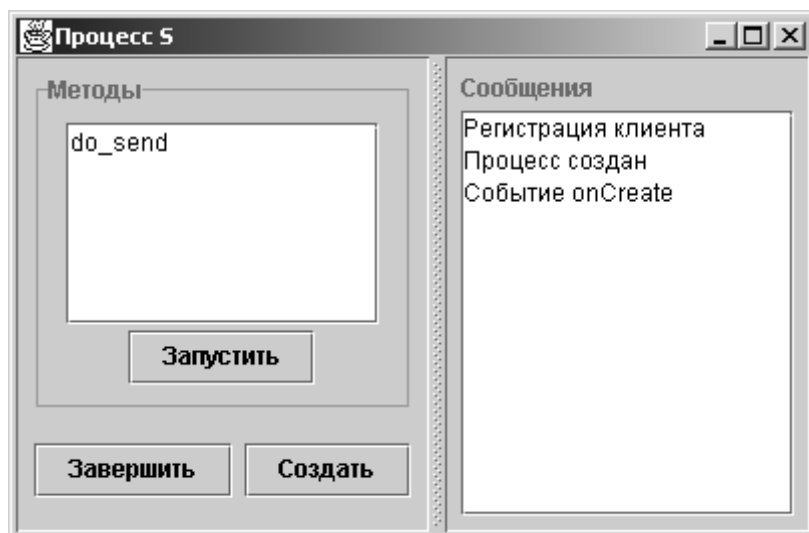 Процесс S
Методы
do_send
Запустить
Завершить
Создать
Сообщения
Регистрация клиента
Процесс создан
Событие onCreate